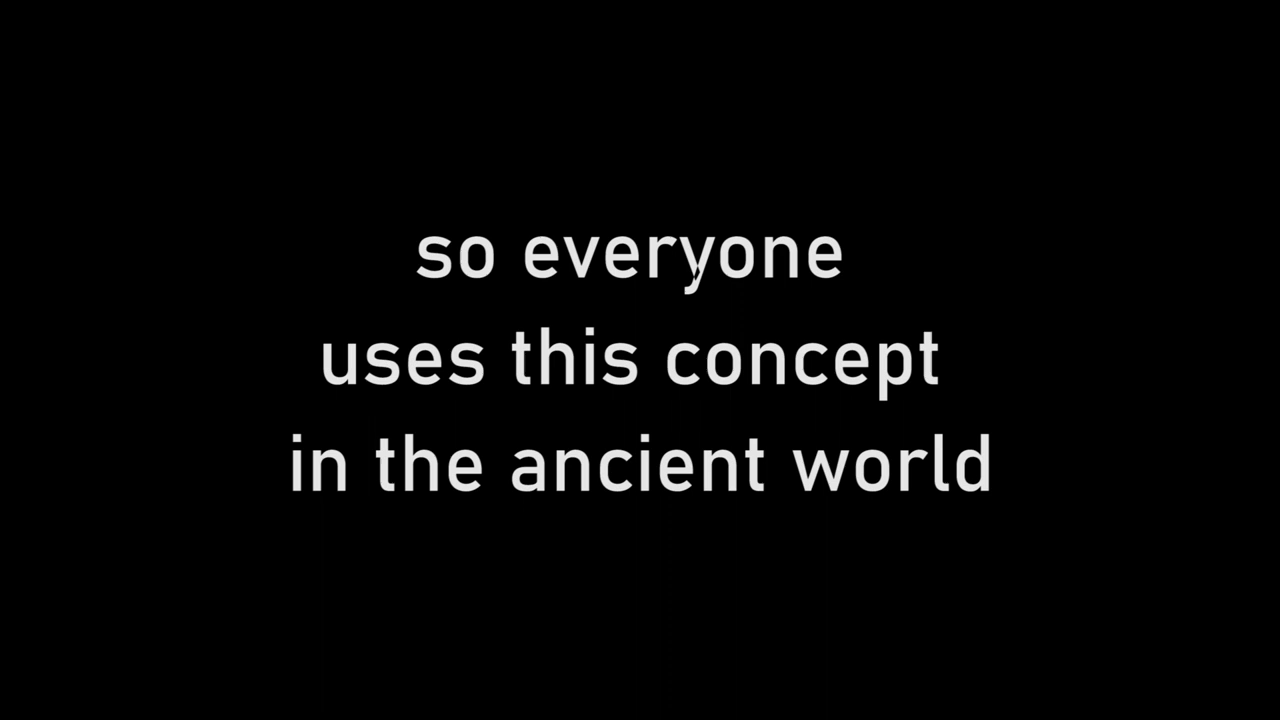 so everyone
uses this concept
in the ancient world